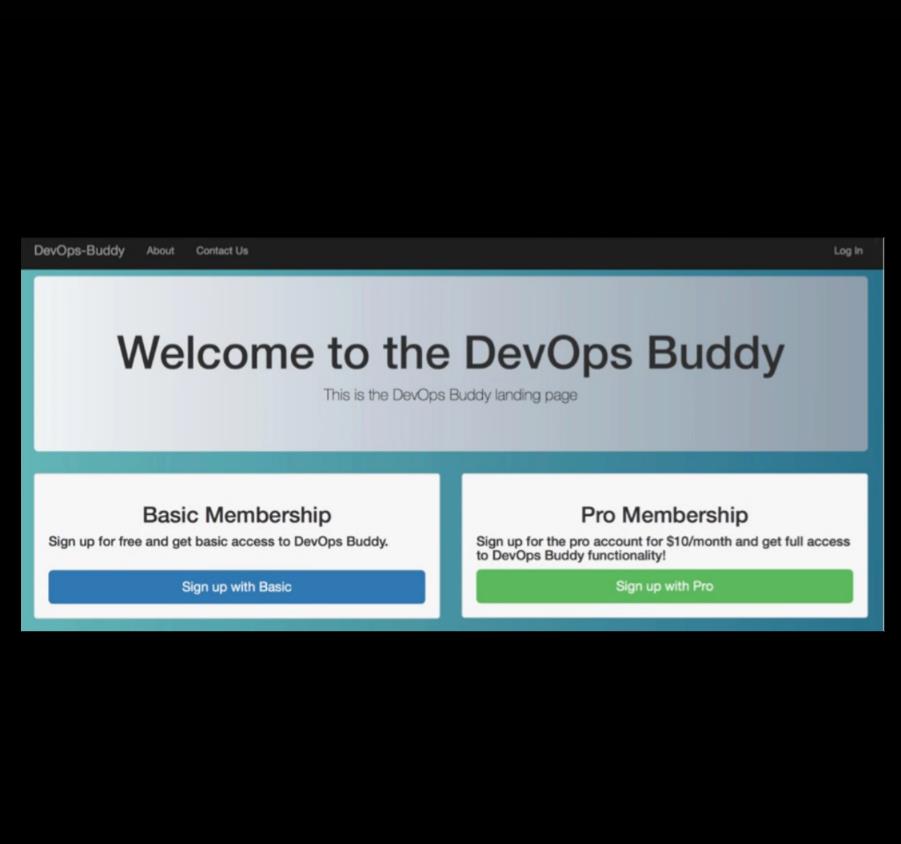 DevOps-Buddy About Contact Us Log In
Welcome to the DevOps Buddy
This is the DevOps Buddy landing page
Basic Membership
Sign up for free and get basic access to DevOps Buddy.
Sign up with Basic
Pro Membership
Sign up for the pro account for $10/month and get full access
to DevOps Buddy functionality!
Sign up with Pro